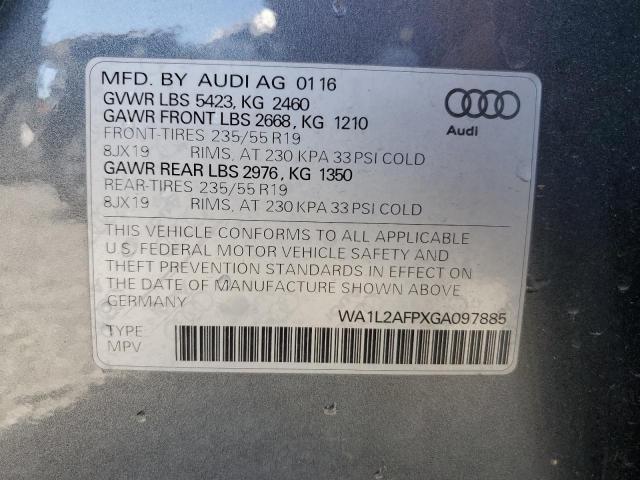 MFD. BY AUDI AG 01 16
GVWR LBS 5423, KG 2460
GAWR FRONT LBS 2668, KG 1210
FRONT-TIRES 235/55 R19
8JX19 RIMS, AT 230 KPA 33 PSI COLD
GAWR REAR LBS 2976, KG 1350
REAR-TIRES 235/55 R19
8JX19 RIMS, AT 230 KPA 33 PSI COLD
Audi
THIS VEHICLE CONFORMS TO ALL APPLICABLE
U.S. FEDERAL MOTOR VEHICLE SAFETY AND
THEFT PREVENTION STANDARDS IN EFFECT ON
THE DATE OF MANUFACTURE SHOWN ABOVE
GERMANY
WA1L2AFPXGA097885
TYPE
MPV